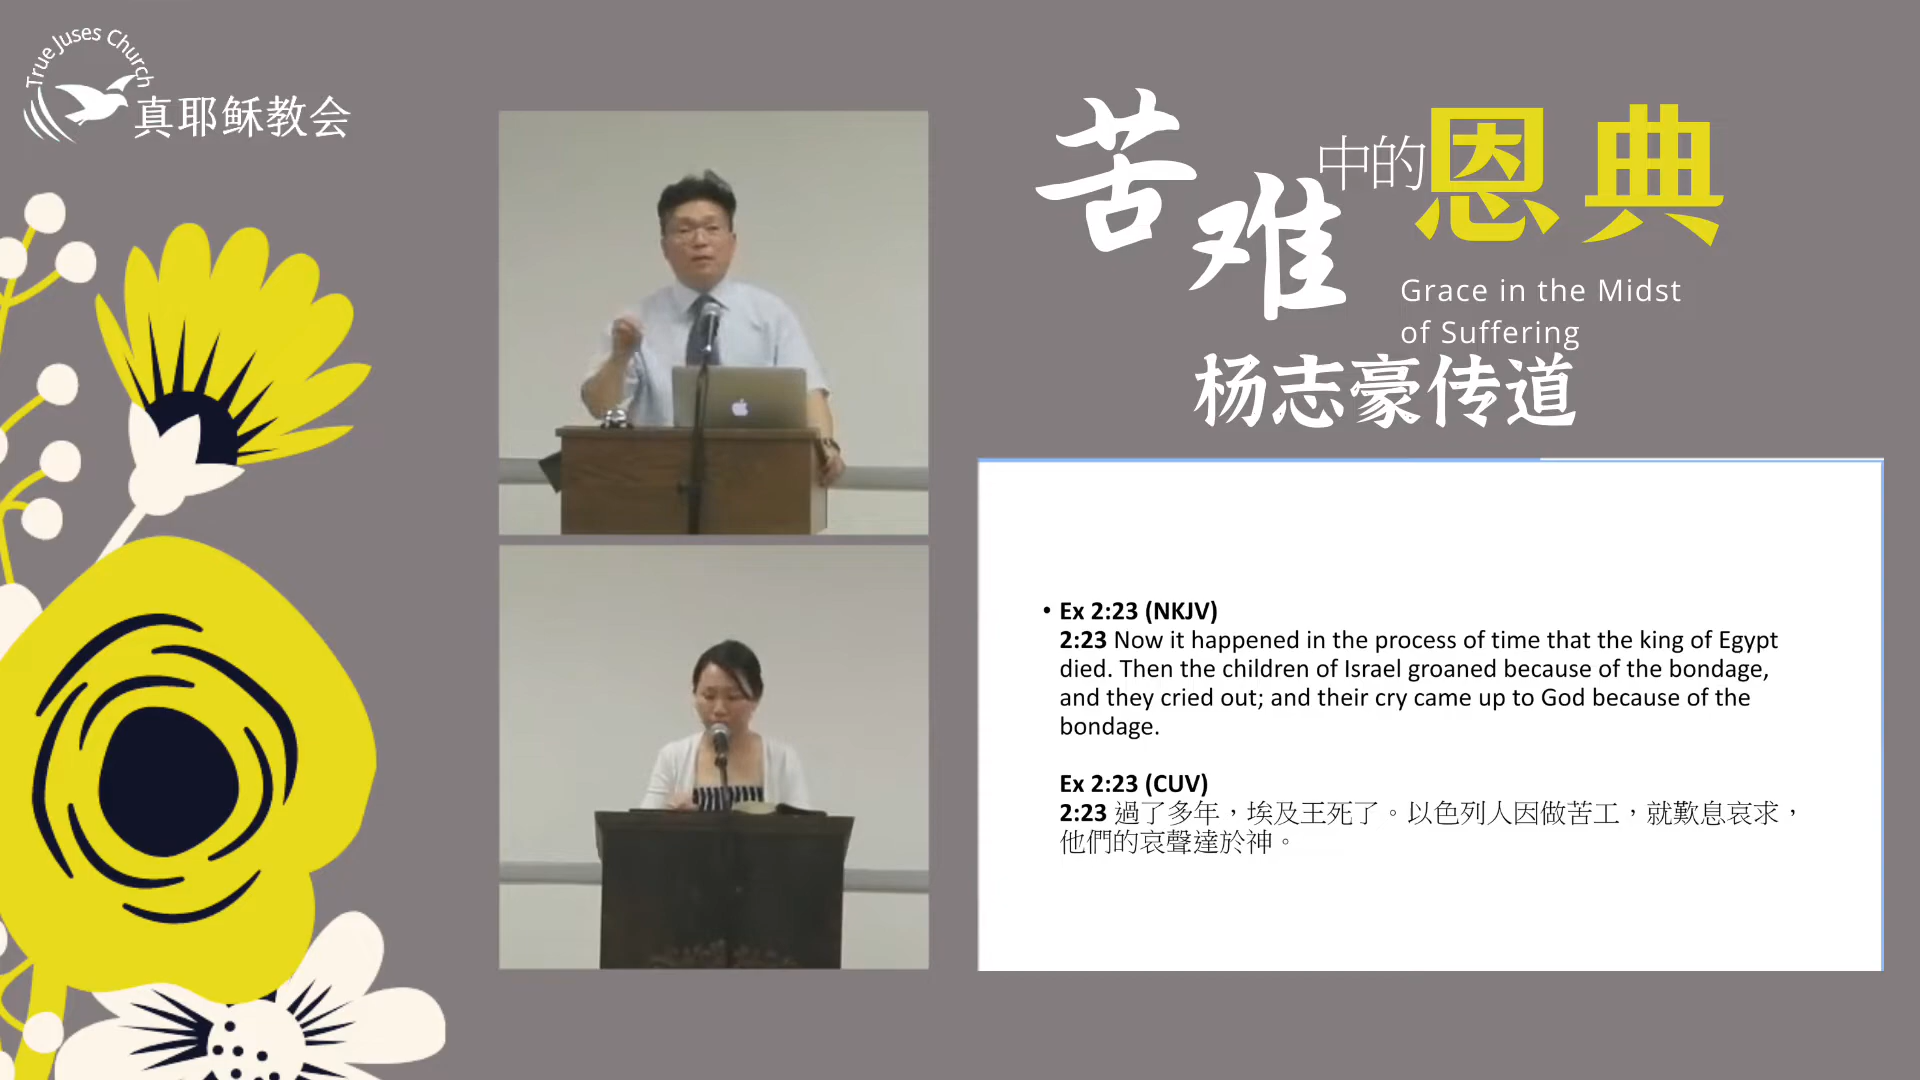 True Juses Church
真耶稣教会
苦难
中的
恩典
Grace in the Midst
of Suffering
杨志豪传道
• Ex 2:23 (NKJV)
2:23 Now it happened in the process of time that the king of Egypt
died. Then the children of Israel groaned because of the bondage,
and they cried out; and their cry came up to God because of the
bondage.
Ex 2:23 (CUV)
2:23 過了多年，埃及王死了。以色列人因做苦工，就歎息哀求，
他們的哀聲達於神。